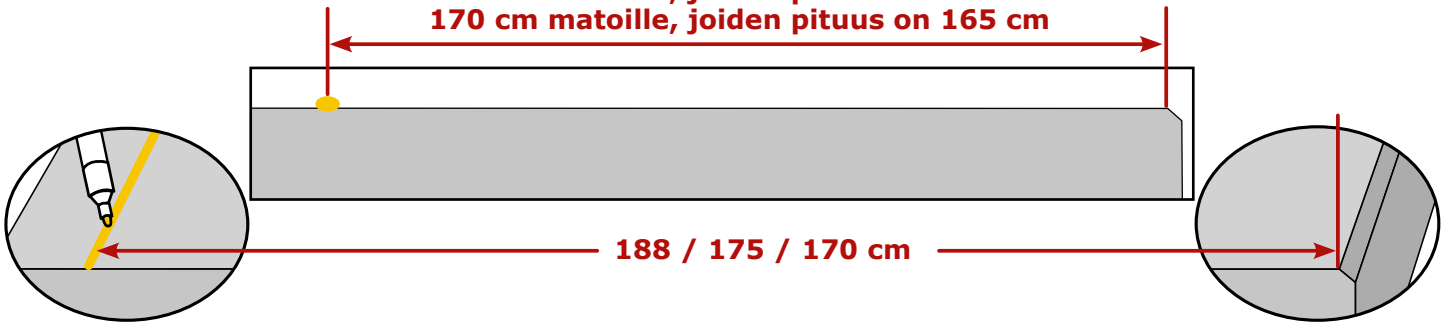 170 cm matoille, joiden pituus on 165 cm
188 / 175 / 170 cm